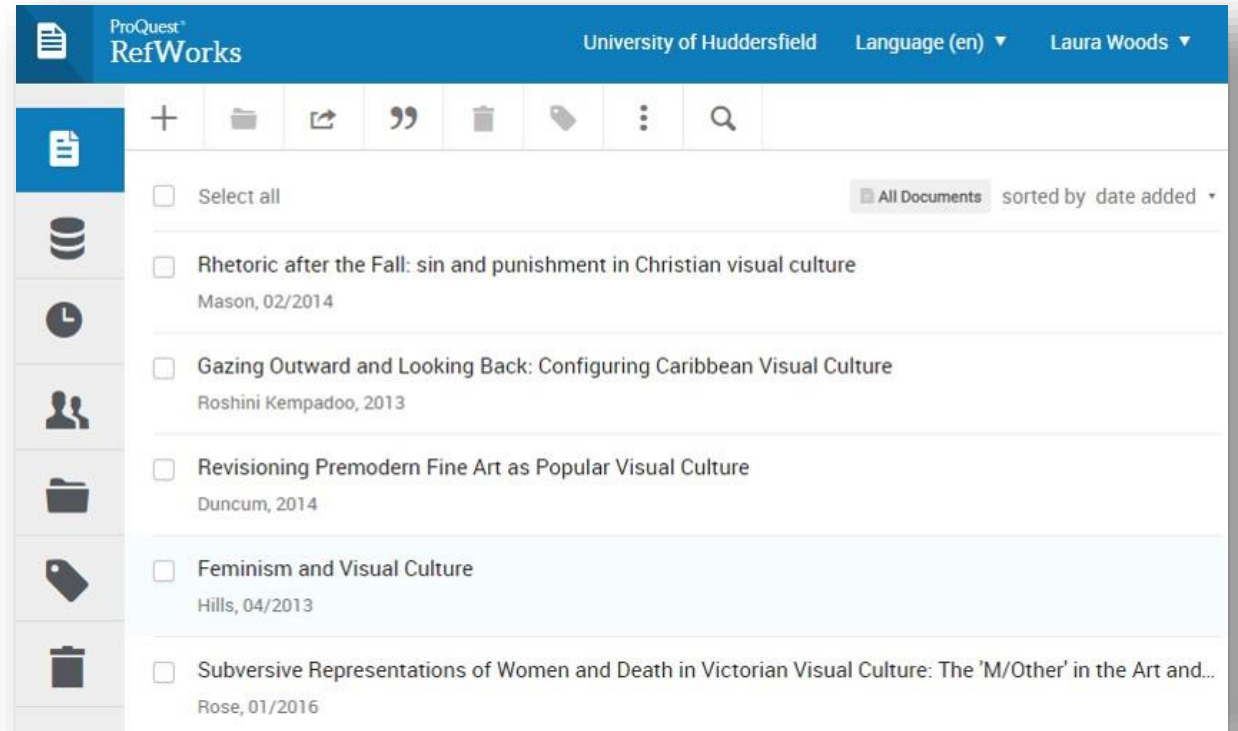 ProQuest®
RefWorks
University of Huddersfield Language (en) ▼ Laura Woods ▼
Select all All Documents sorted by date added ▾
Rhetoric after the Fall: sin and punishment in Christian visual culture
Mason, 02/2014
Gazing Outward and Looking Back: Configuring Caribbean Visual Culture
Roshini Kempadoo, 2013
Revisioning Premodern Fine Art as Popular Visual Culture
Duncum, 2014
Feminism and Visual Culture
Hills, 04/2013
Subversive Representations of Women and Death in Victorian Visual Culture: The 'M/Other' in the Art and...
Rose, 01/2016